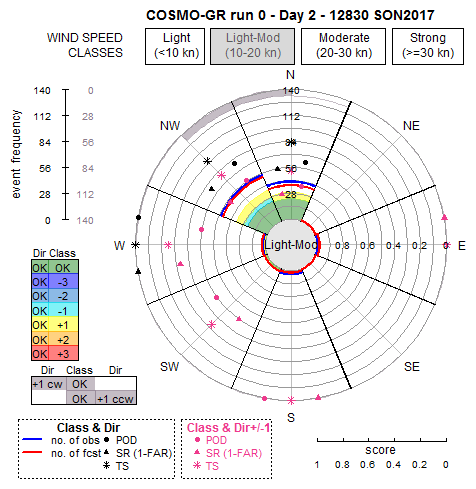 COSMO-GR run 0 - Day 2 - 12830 SON2017
WIND SPEED CLASSES
Light (<10 kn)
Light-Mod (10-20 kn)
Moderate (20-30 kn)
Strong (>=30 kn)
event frequency
140 0
112 28
84 56
56 84
28 112
0 140
N
NW
NE
W
E
SW
SE
S
140
112
84
56
28
Light-Mod
0.8 0.6 0.4 0.2 0
Dir Class
OK OK
OK -3
OK -2
OK -1
OK +1
OK +2
OK +3
Dir Class Dir
+1 cw OK
OK +1 ccw
Class & Dir
no. of obs POD
no. of fcst SR (1-FAR)
TS
Class & Dir+/-1
POD
SR (1-FAR)
TS
score
1 0.8 0.6 0.4 0.2 0